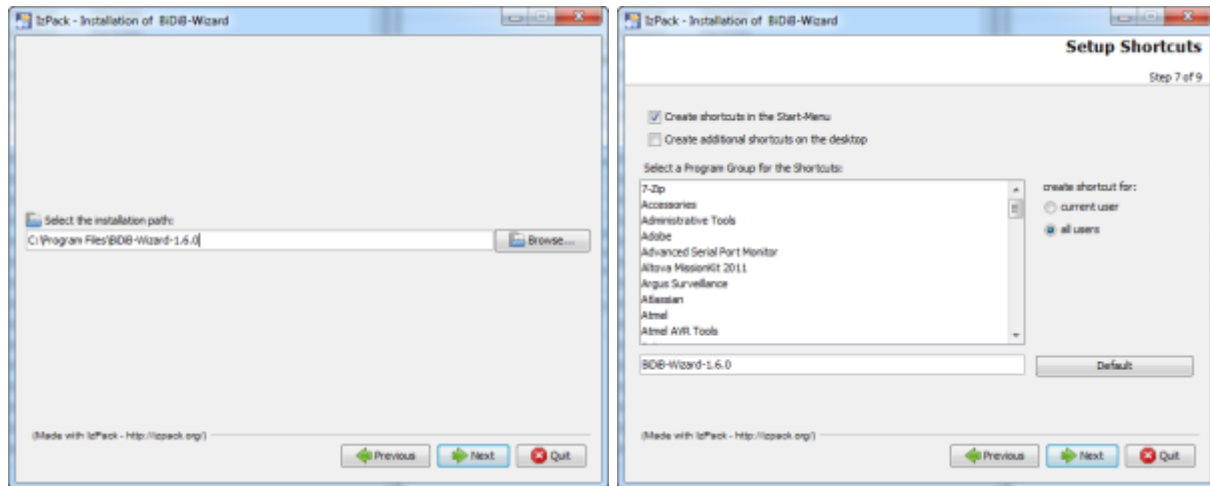 IzPack - Installation of BiDiB-Wizard
Select the installation path:
C:\Program Files\BiDiB-Wizard-1.6.0
Browse...
(Made with IzPack - http://izpack.org/)
Previous
Next
Quit
IzPack - Installation of BiDiB-Wizard
Setup Shortcuts
Step 7 of 9
Create shortcuts in the Start-Menu
Create additional shortcuts on the desktop
Select a Program Group for the Shortcuts:
7-Zip
Accessories
Administrative Tools
Adobe
Advanced Serial Port Monitor
Altova MissionKit 2011
Argus Surveillance
Atlassian
Atmel
Atmel AVR Tools
create shortcut for:
current user
all users
BiDiB-Wizard-1.6.0
Default
(Made with IzPack - http://izpack.org/)
Previous
Next
Quit